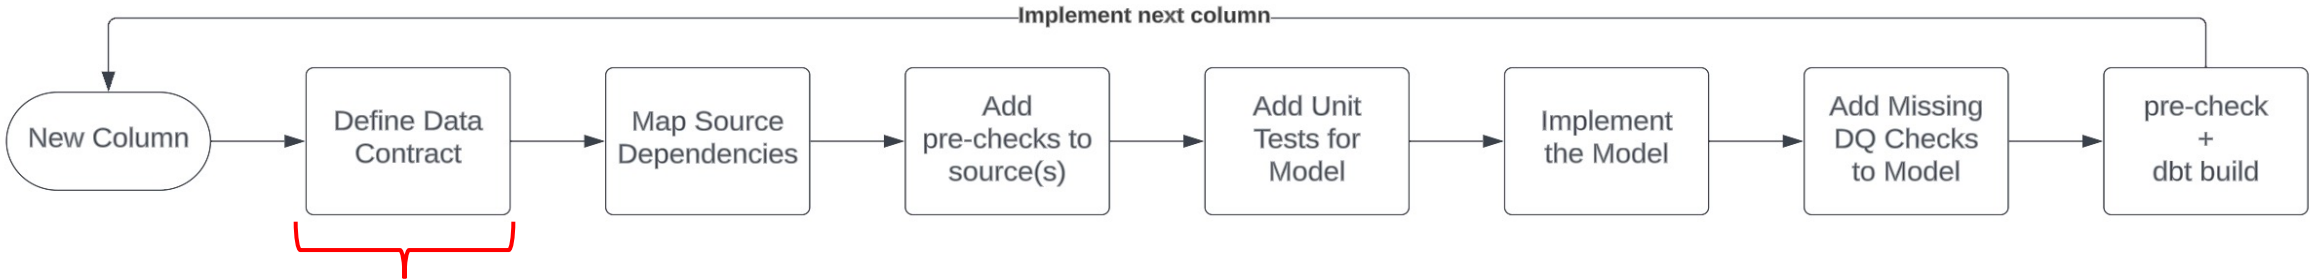 Implement next column
New Column
Define Data
Contract
Map Source
Dependencies
Add
pre-checks to
source(s)
Add Unit
Tests for
Model
Implement
the Model
Add Missing
DQ Checks
to Model
pre-check
+
dbt build